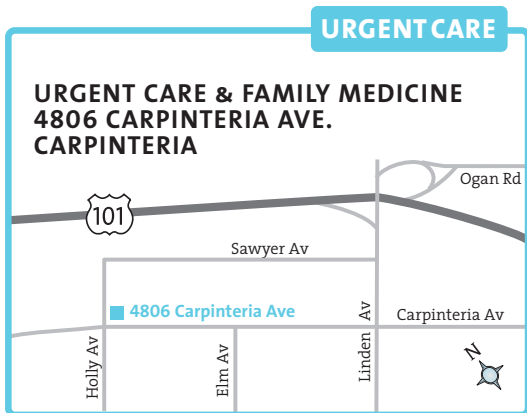 URGENT CARE
URGENT CARE & FAMILY MEDICINE
4806 CARPINTERIA AVE.
CARPINTERIA
Ogan Rd
101
Sawyer Av
4806 Carpinteria Ave
Carpinteria Av
Holly Av
Elm Av
Linden Av
N